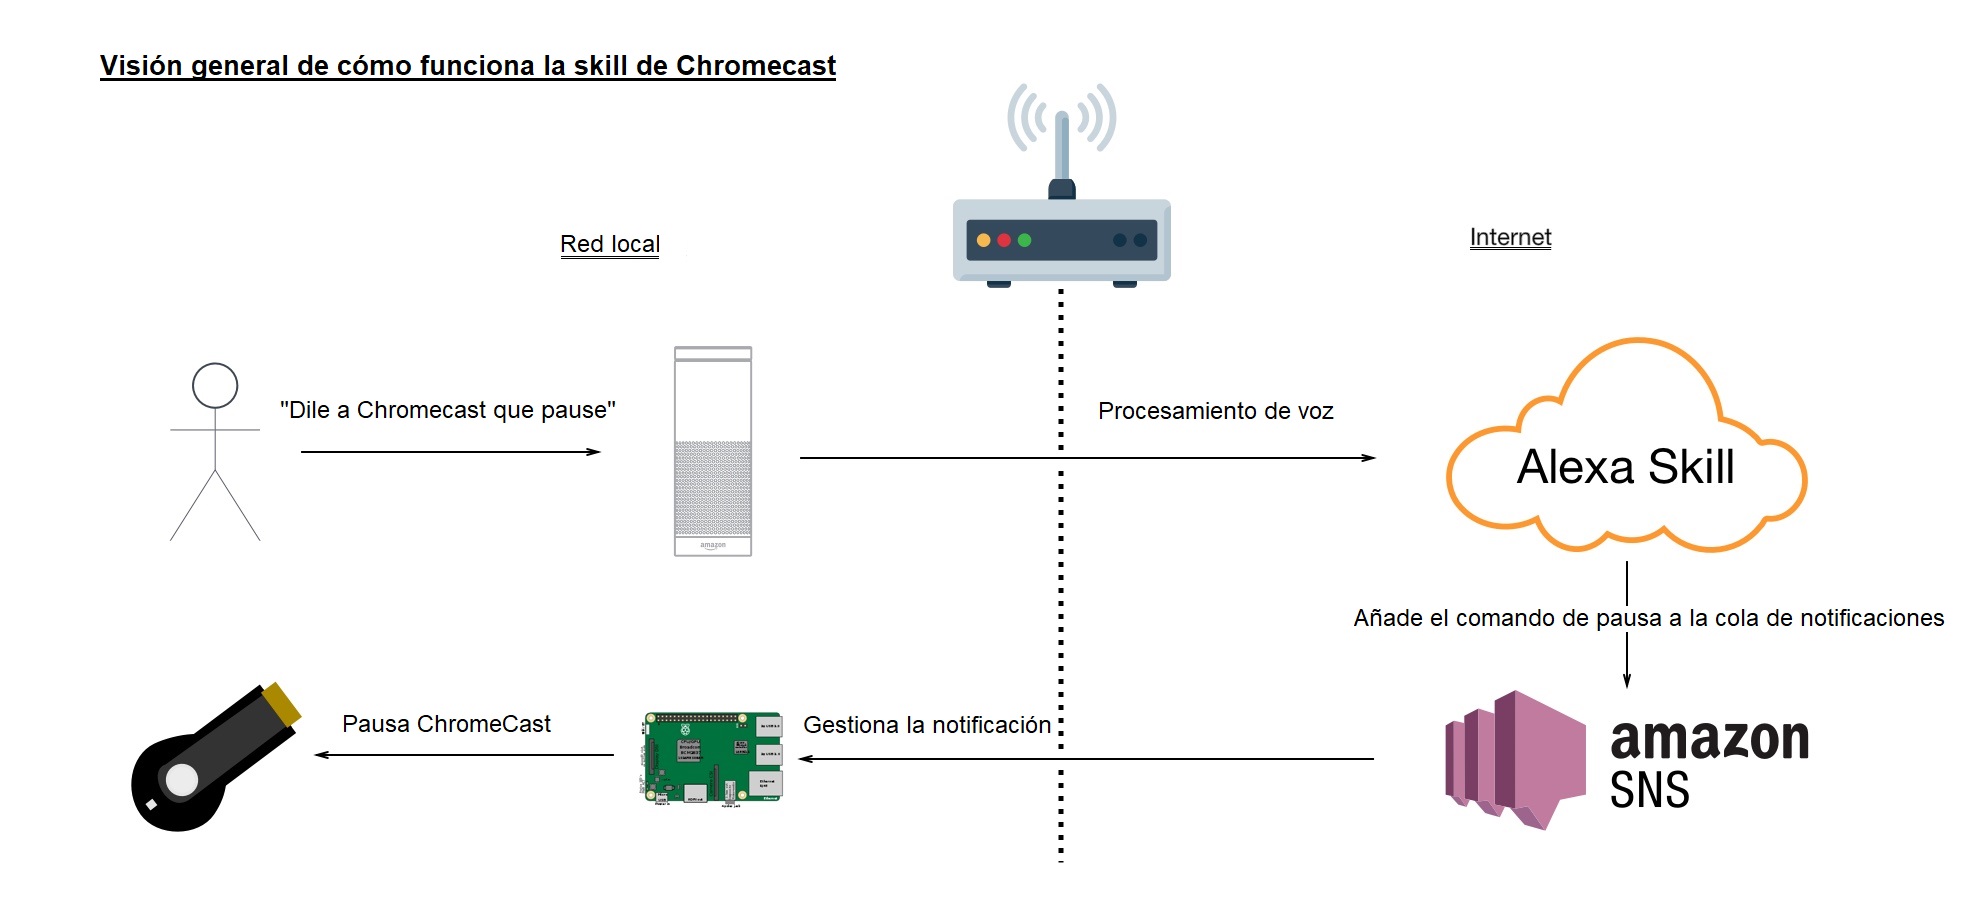 Visión general de cómo funciona la skill de Chromecast
Red local
Internet
"Dile a Chromecast que pause"
Procesamiento de voz
Alexa Skill
amazon
Añade el comando de pausa a la cola de notificaciones
Pausa ChromeCast
Gestiona la notificación
amazon
SNS